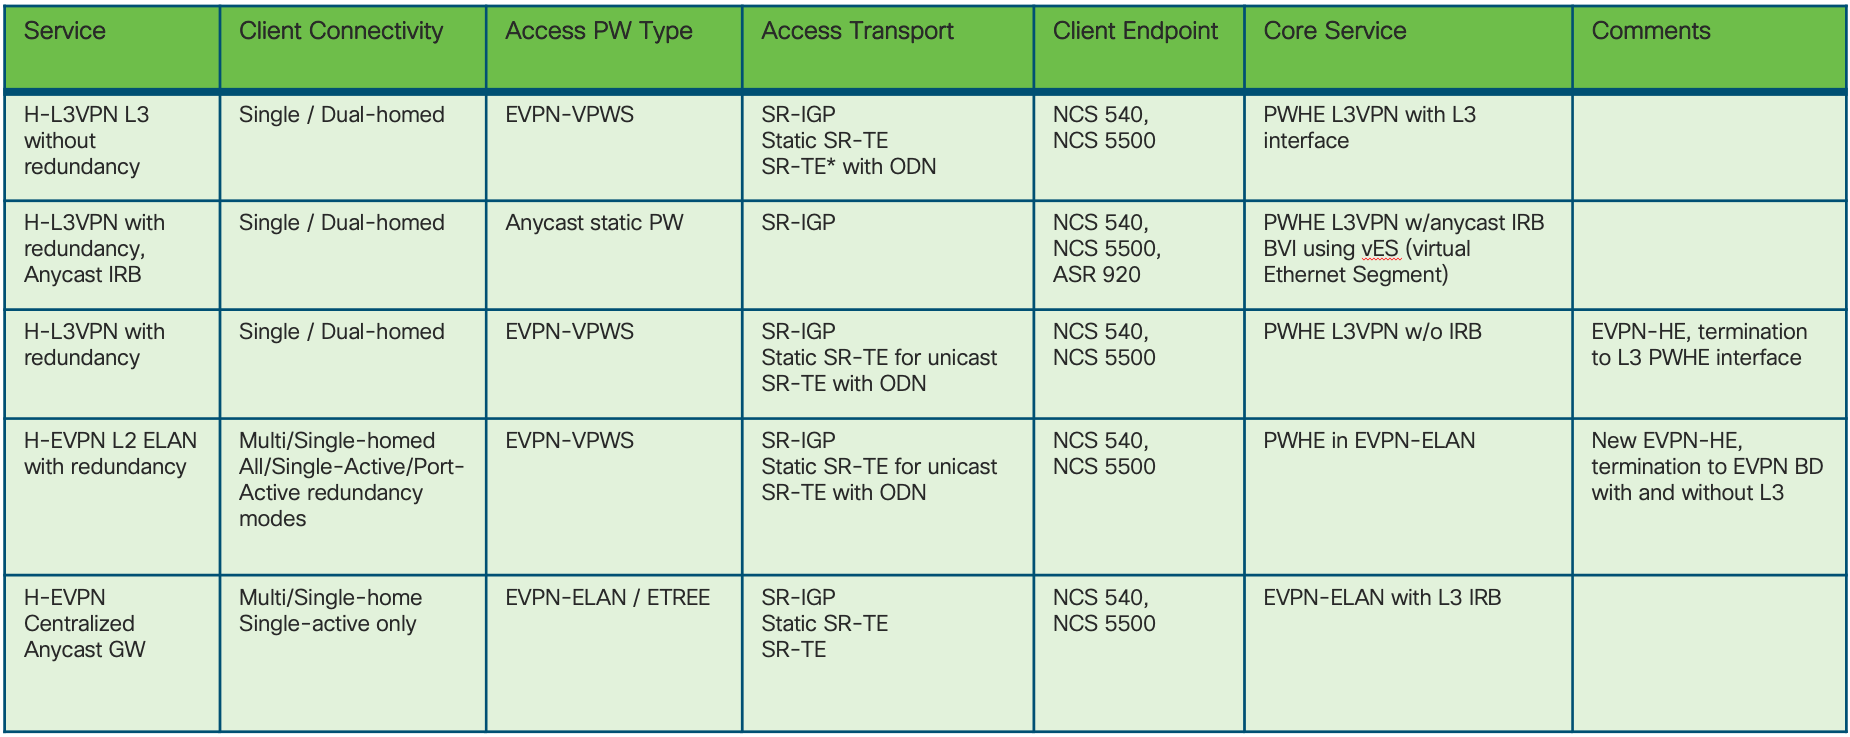 Service
Client Connectivity
Access PW Type
Access Transport
Client Endpoint
Core Service
Comments
H-L3VPN L3
without
redundancy
Single / Dual-homed
EVPN-VPWS
SR-IGP
Static SR-TE
SR-TE* with ODN
NCS 540,
NCS 5500
PWHE L3VPN with L3
interface
H-L3VPN with
redundancy,
Anycast IRB
Single / Dual-homed
Anycast static PW
SR-IGP
NCS 540,
NCS 5500,
ASR 920
PWHE L3VPN w/anycast IRB
BVI using vES (virtual
Ethernet Segment)
H-L3VPN with
redundancy
Single / Dual-homed
EVPN-VPWS
SR-IGP
Static SR-TE for unicast
SR-TE with ODN
NCS 540,
NCS 5500
PWHE L3VPN w/o IRB
EVPN-HE, termination
to L3 PWHE interface
H-EVPN L2 ELAN
with redundancy
Multi/Single-homed
All/Single-Active/Port-
Active redundancy
modes
EVPN-VPWS
SR-IGP
Static SR-TE for unicast
SR-TE with ODN
NCS 540,
NCS 5500
PWHE in EVPN-ELAN
New EVPN-HE,
termination to EVPN BD
with and without L3
H-EVPN
Centralized
Anycast GW
Multi/Single-home
Single-active only
EVPN-ELAN / ETREE
SR-IGP
Static SR-TE
SR-TE
NCS 540,
NCS 5500
EVPN-ELAN with L3 IRB